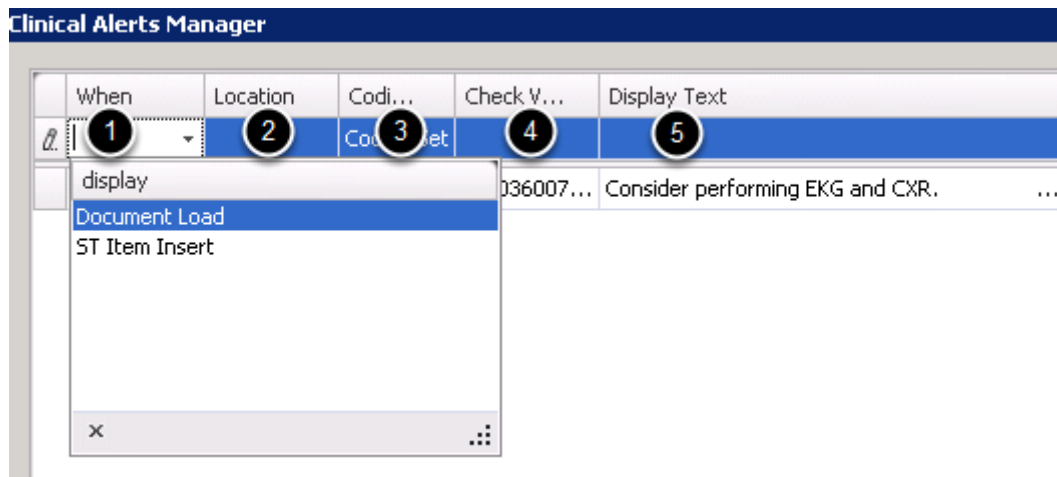 Clinical Alerts Manager
When Location Codi... Check V... Display Text
1 2 3 4 5
display
036007... Consider performing EKG and CXR. ...
Document Load
ST Item Insert